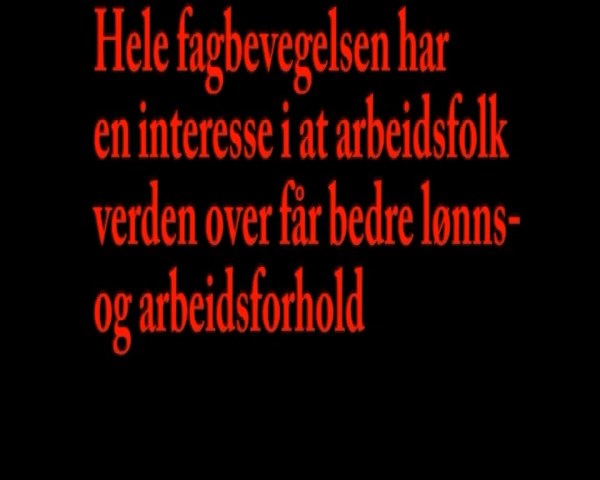 Hele fagbevegelsen har
en interesse i at arbeidsfolk
verden over får bedre lønns-
og arbeidsforhold